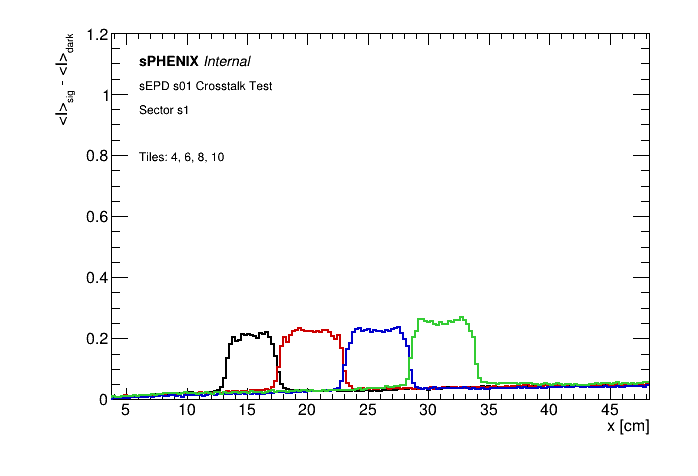 1.2
1
0.8
0.6
0.4
0.2
0
<I>sig - <I>dark
sPHENIX Internal
sEPD s01 Crosstalk Test
Sector s1
Tiles: 4, 6, 8, 10
5 10 15 20 25 30 35 40 45
x [cm]